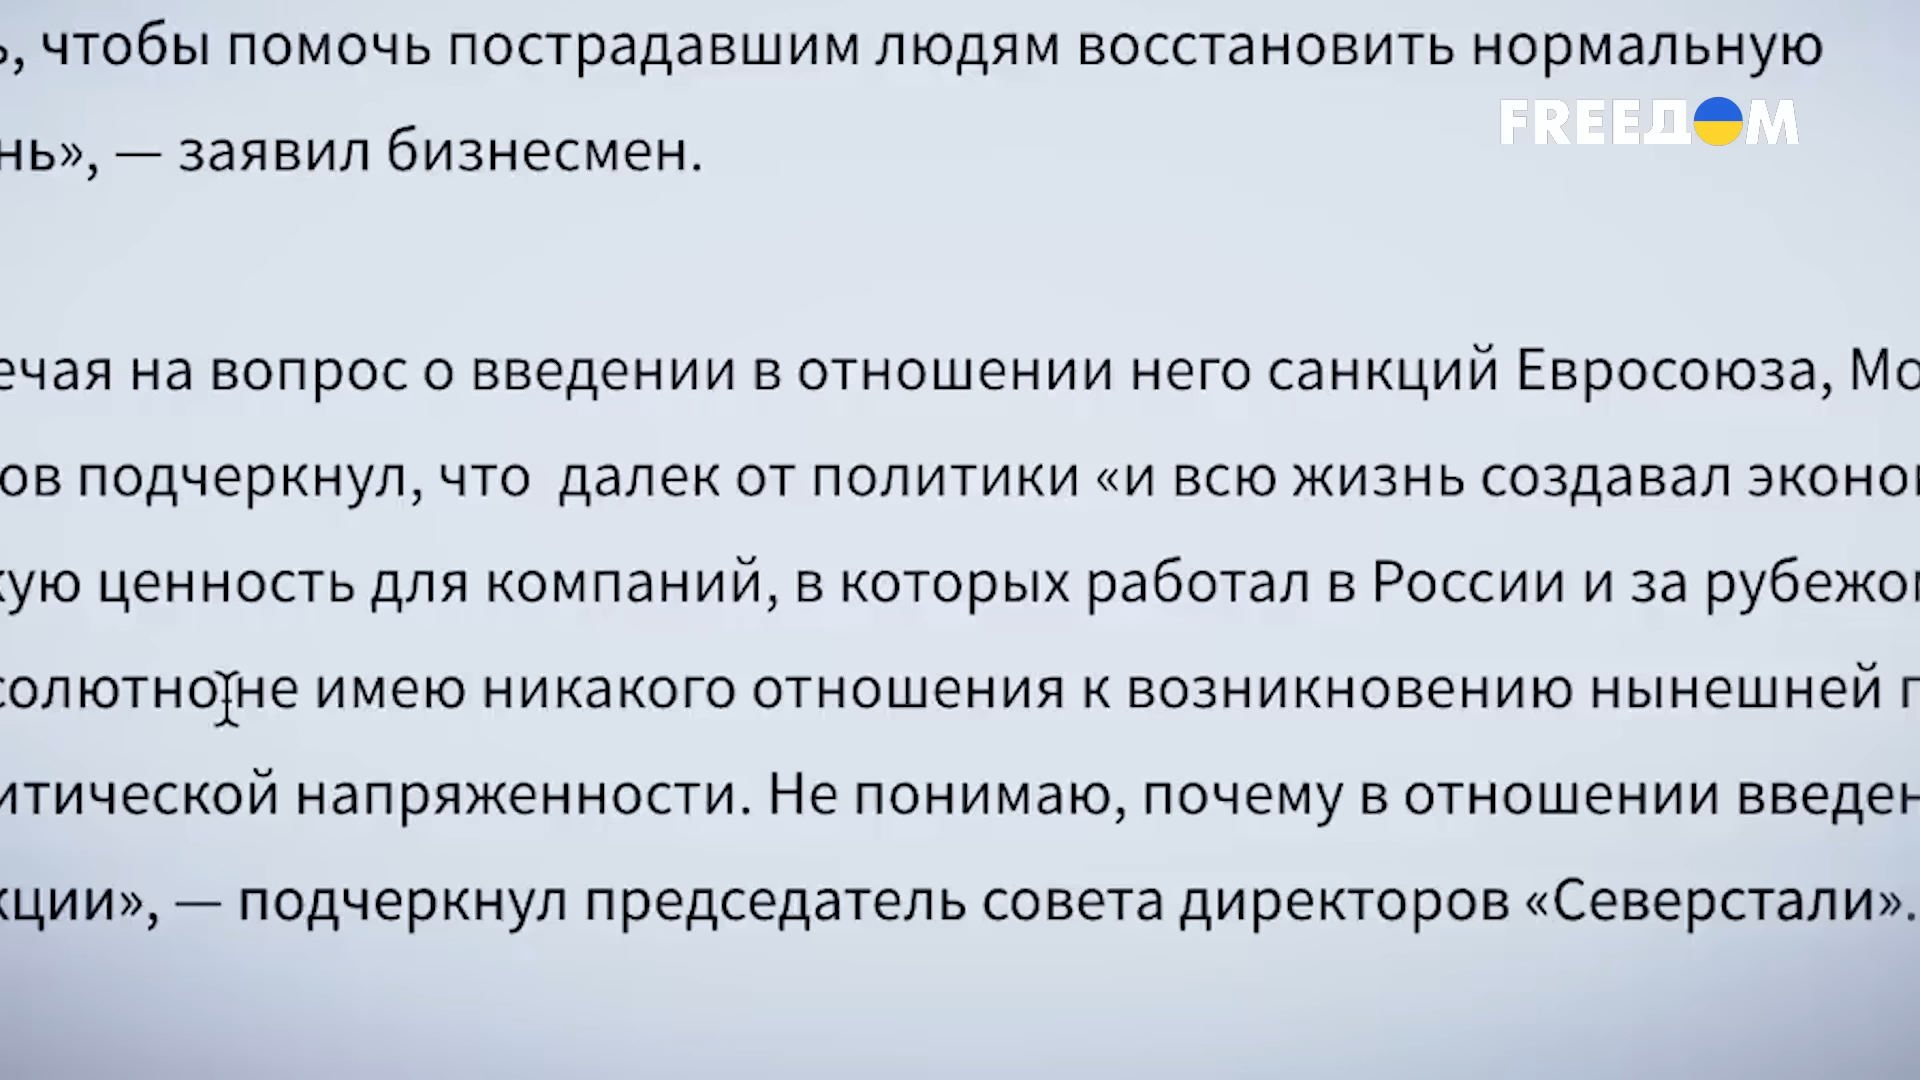 ь, чтобы помочь пострадавшим людям восстановить нормальную
FREEДOM
нь», — заявил бизнесмен.
ечая на вопрос о введении в отношении него санкций Евросоюза, Мо
ов подчеркнул, что далек от политики «и всю жизнь создавал эконо
кую ценность для компаний, в которых работал в России и за рубежо
солютно не имею никакого отношения к возникновению нынешней п
итической напряженности. Не понимаю, почему в отношении введен
кции», — подчеркнул председатель совета директоров «Северстали».